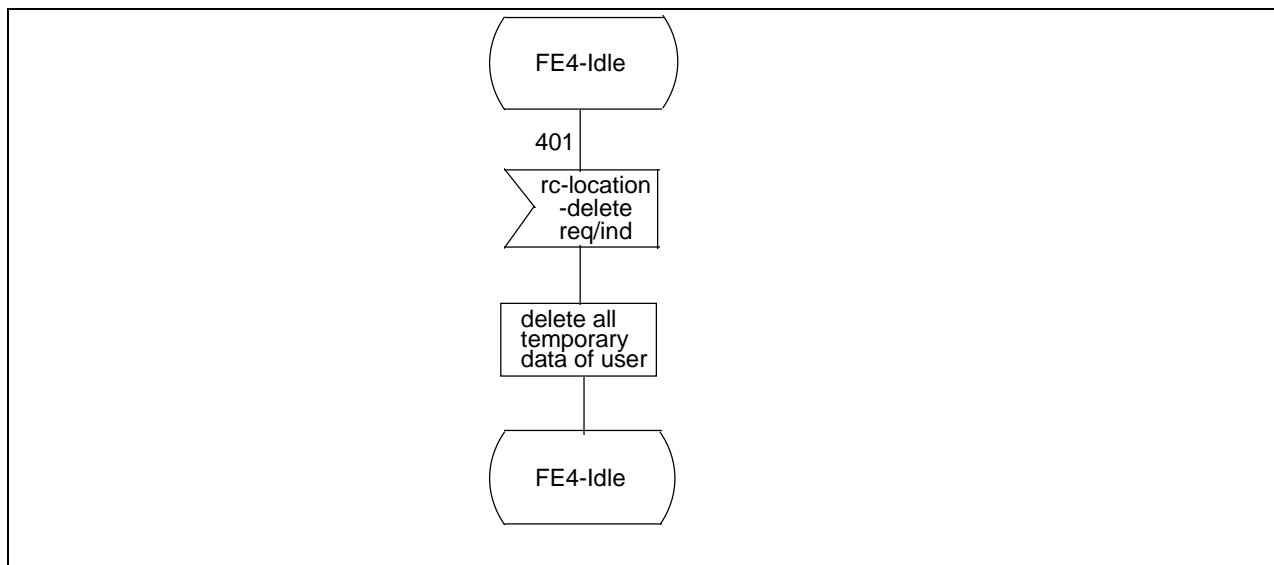 FE4-Idle
401
rc-location
-delete
req/ind
delete all
temporary
data of user
FE4-Idle